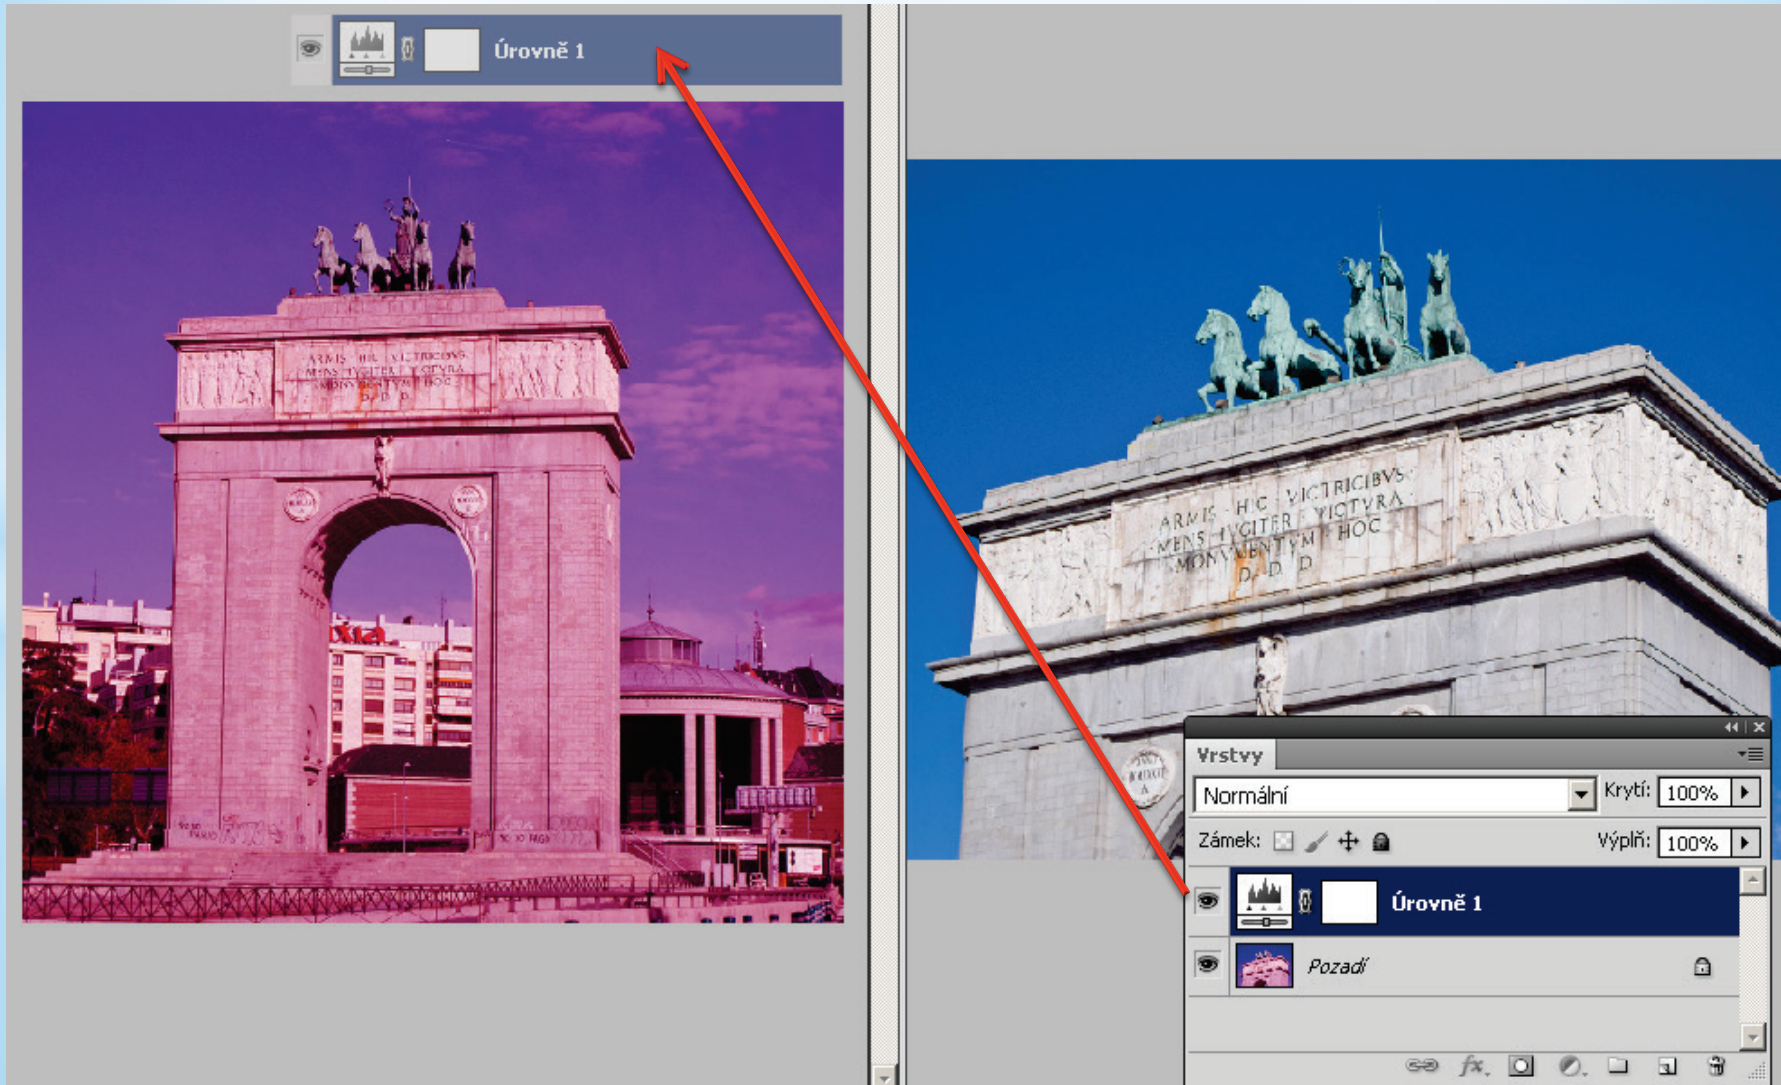 Úrovně 1
ARMIS · HIC · VICTRICIBVS
MENS IVGITER VICTVRA
MONVMENTVM HOC
D. D. D.
ARMIS · HIC · VICTRICIBVS ·
· MENS · IVGITER · VICTVRA ·
· MONVMENTVM · HOC ·
D. D. D
Vrstvy
Normální
Krytí: 100%
Zámek:
Výplň: 100%
Úrovně 1
Pozadí
fx.